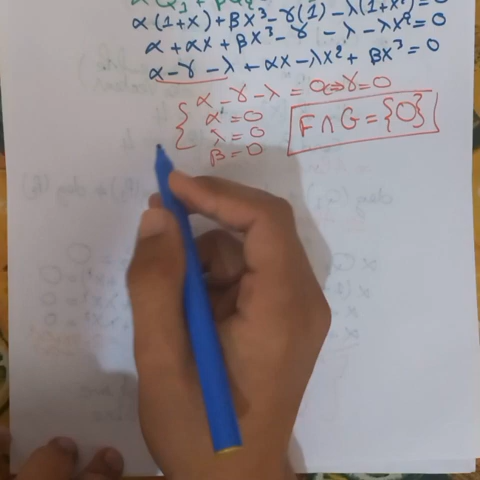 α(1+X) + βX³ - γ(1) - λ(1+X²) = 0
α + αX + βX³ - γ - λ - λX² = 0
α - γ - λ + αX - λX² + βX³ = 0
α - γ - λ = 0 ⇔ γ = 0
α = 0
λ = 0
β = 0
F ∩ G = {0}